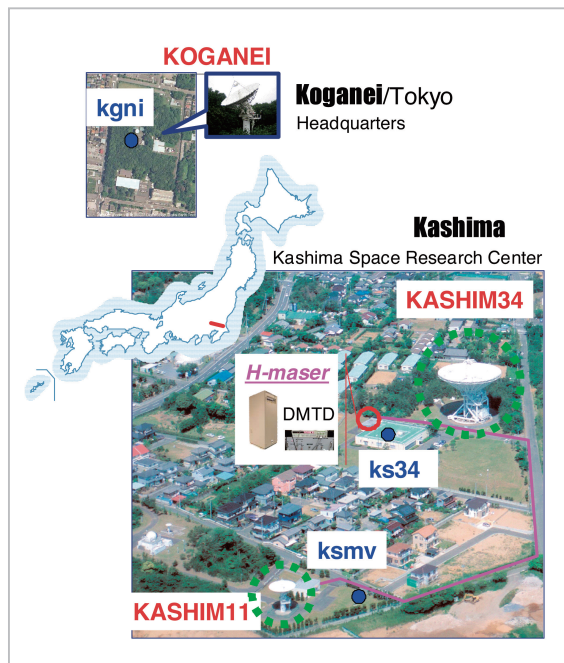 KOGANEI
kgni
Koganei/Tokyo
Headquarters
Kashima
Kashima Space Research Center
KASHIM34
H-maser
DMTD
ks34
ksmv
KASHIM11